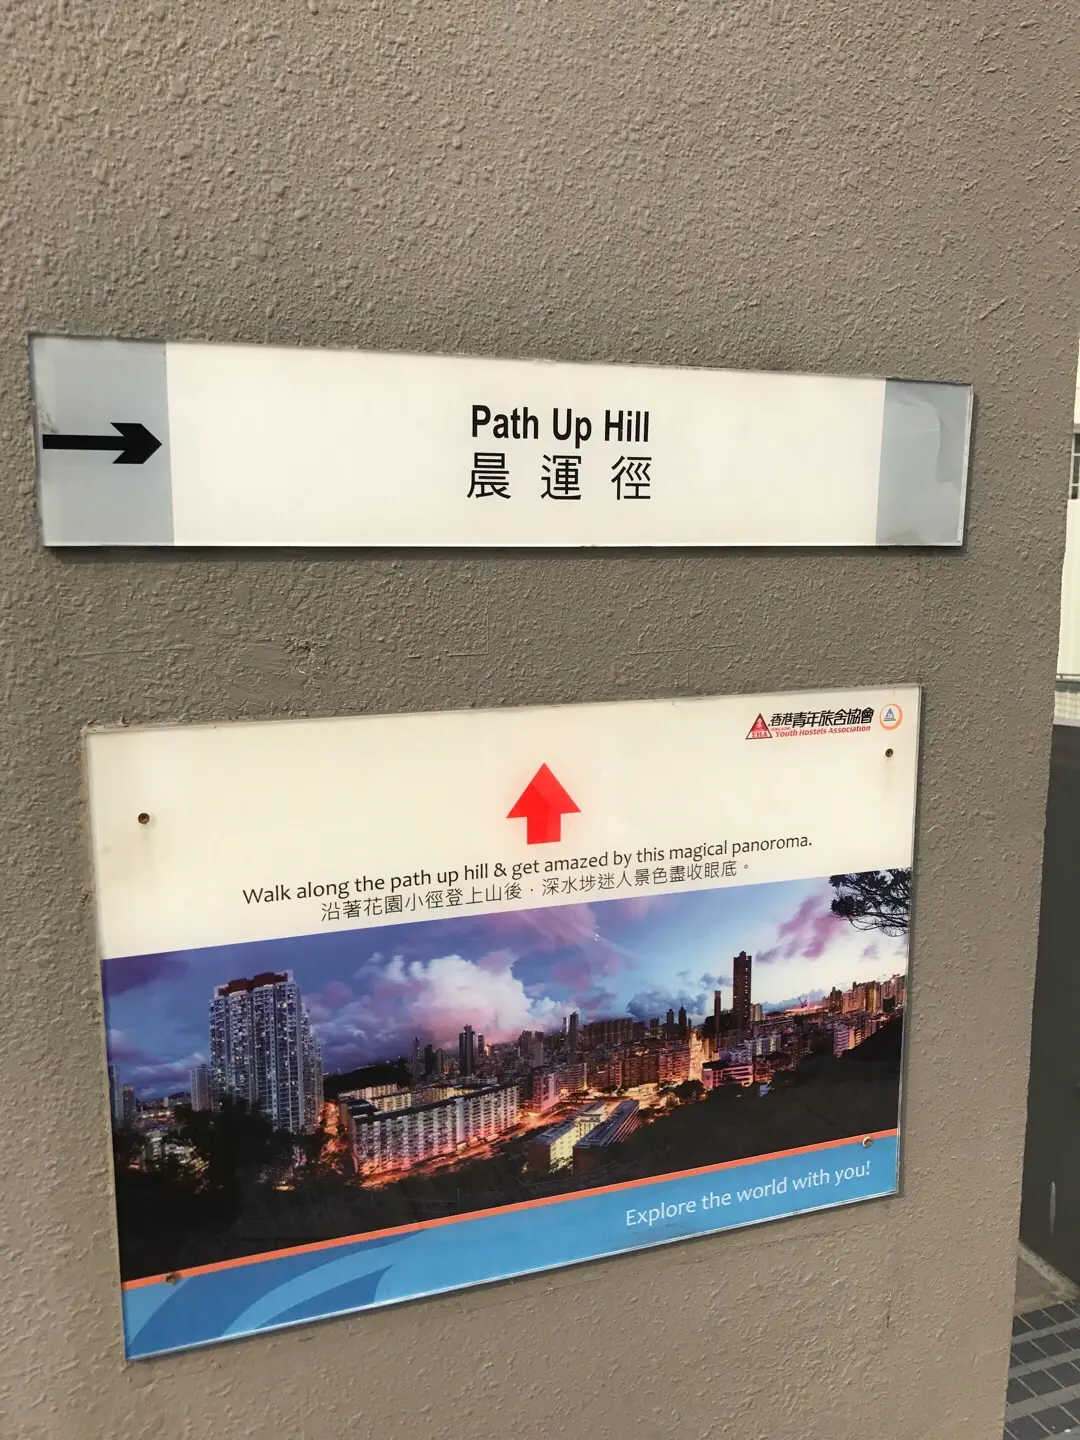 Path Up Hill
晨運徑
香港青年旅舍協會
YHA
Youth Hostels Association
Walk along the path up hill & get amazed by this magical panoroma.
沿著花園小徑登上山後，深水埗迷人景色盡收眼底。
Explore the world with you!